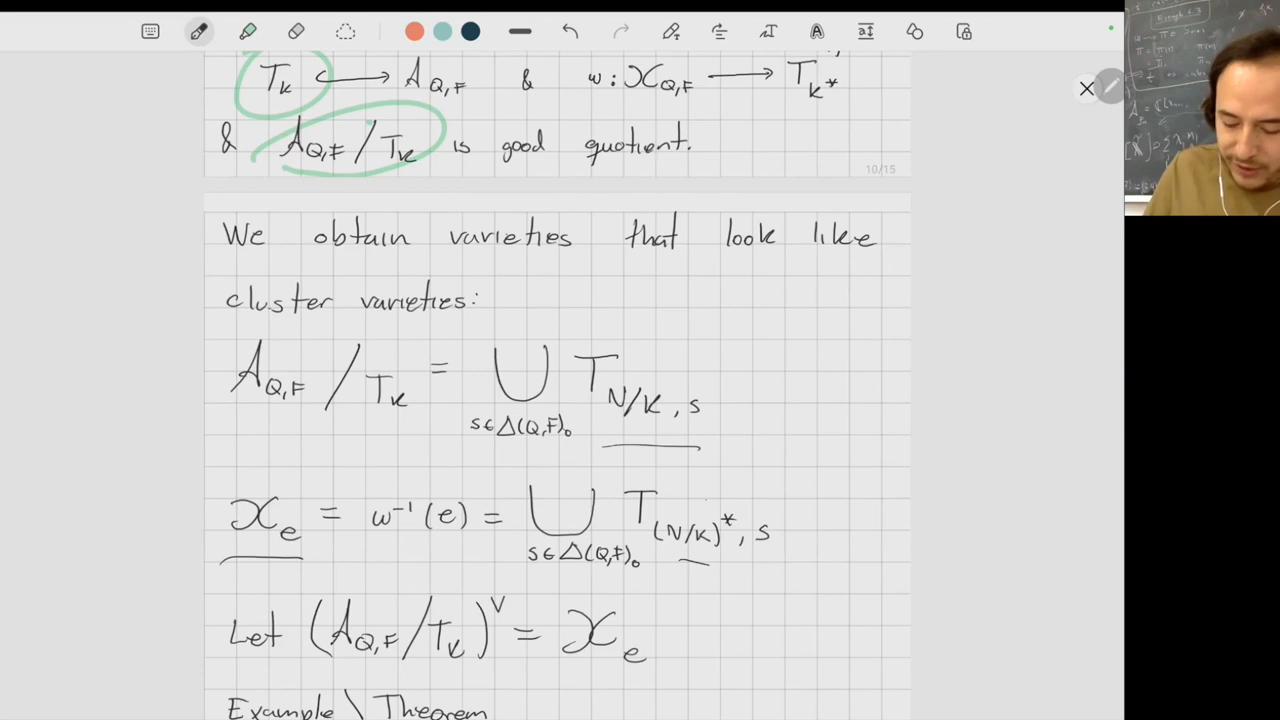 T_K ↪ A_{Q,F} & w : 𝒳_{Q,F} → T_{K*}
& A_{Q,F} / T_K is good quotient.
10/15
We obtain varieties that look like
cluster varieties:
A_{Q,F} / T_K = ⋃_{s∈Δ(Q,F)_0} T_{N/K, s}
𝒳_e = w^{-1}(e) = ⋃_{s∈Δ(Q,F)_0} T_{(N/K)*, s}
Let (A_{Q,F}/T_K)^∨ = 𝒳_e
Example \ Theorem